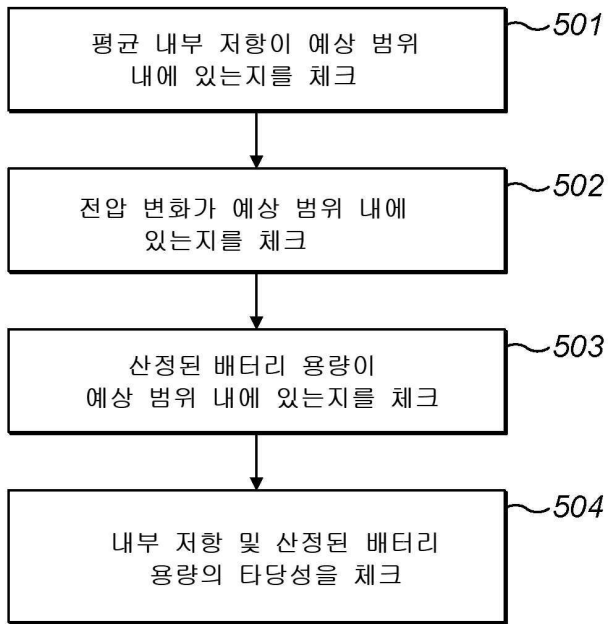 평균 내부 저항이 예상 범위
내에 있는지를 체크
501
전압 변화가 예상 범위 내에
있는지를 체크
502
산정된 배터리 용량이
예상 범위 내에 있는지를 체크
503
내부 저항 및 산정된 배터리
용량의 타당성을 체크
504